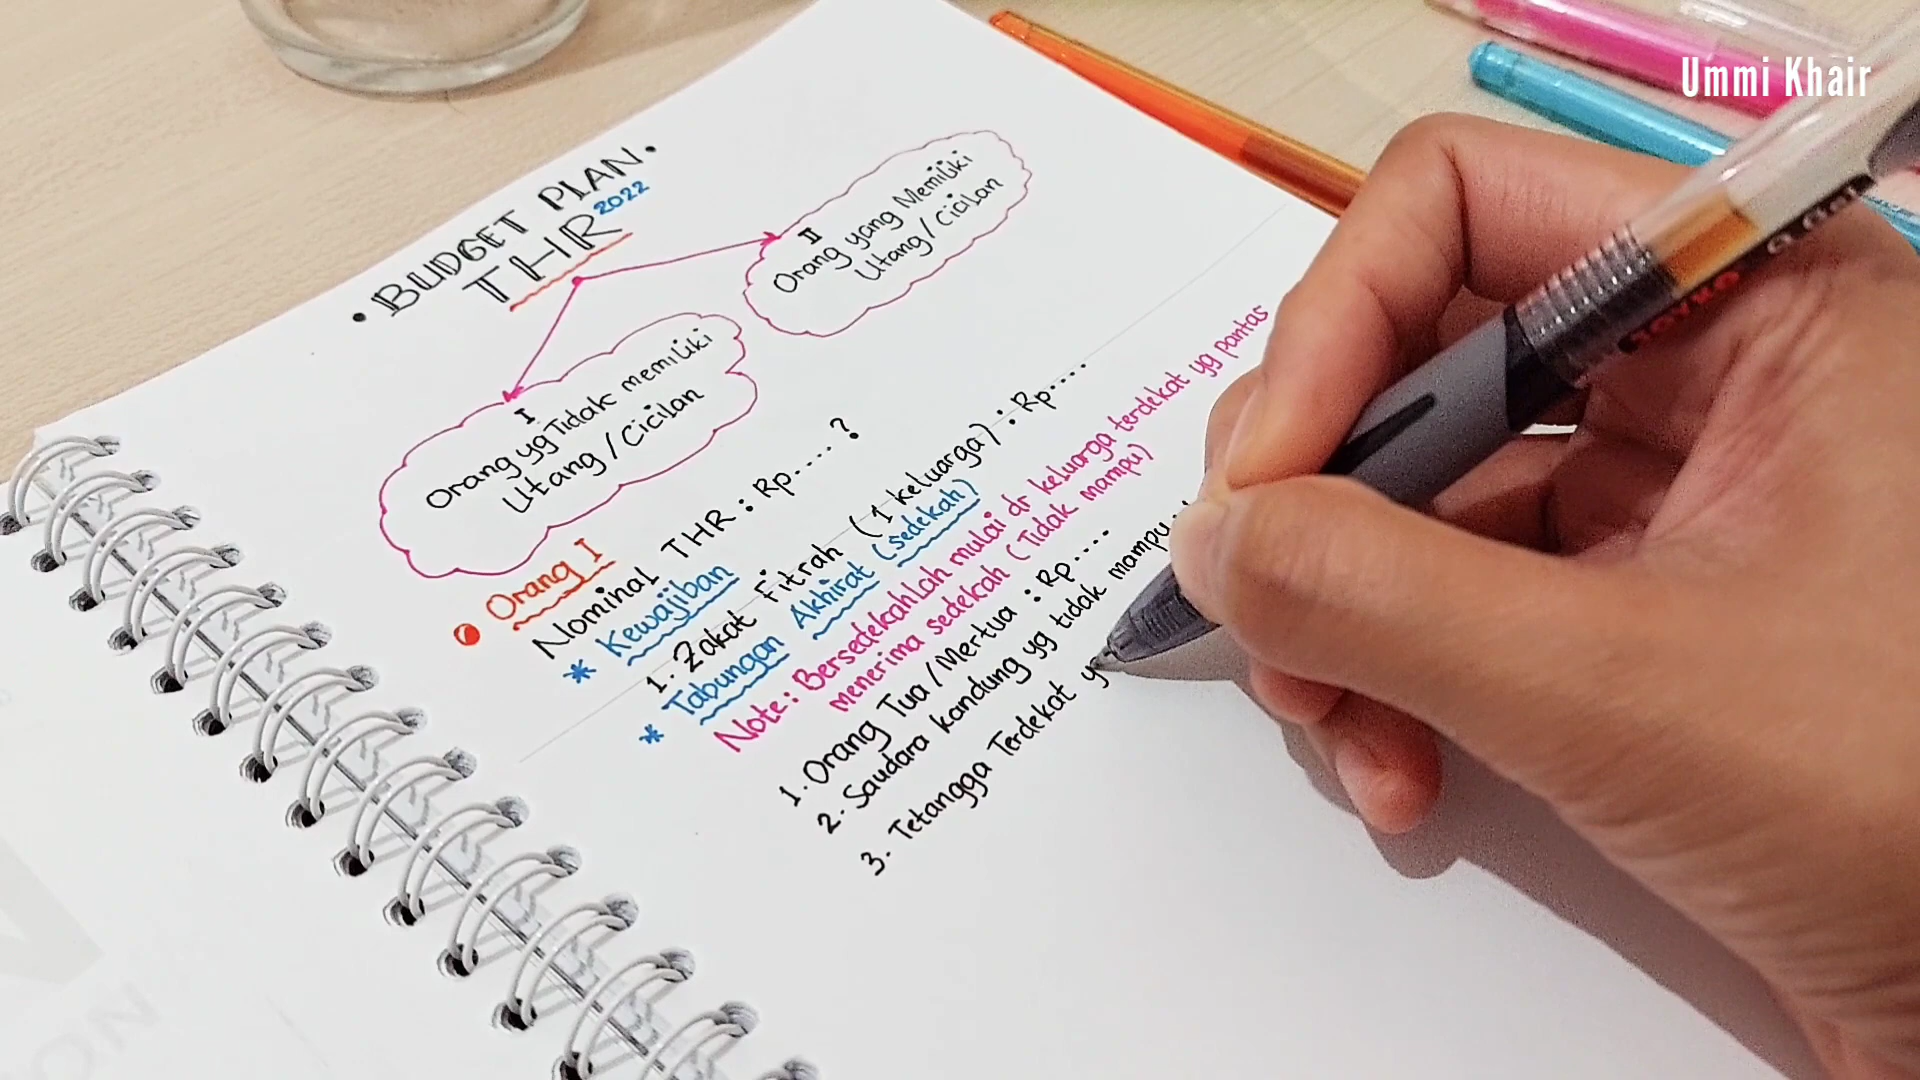 Ummi Khair
• BUDGET PLAN •
THR 2022
I
Orang yg Tidak memiliki
Utang / Cicilan
II
Orang yang Memiliki
Utang / Cicilan
• Orang I
Nominal THR : Rp.... ?
* Kewajiban
1. Zakat Fitrah (1 keluarga) : Rp....
* Tabungan Akhirat (sedekah)
Note: Bersedekahlah mulai dr keluarga terdekat yg pantas
menerima sedekah (Tidak mampu)
1. Orang Tua / Mertua : Rp....
2. Saudara kandung yg tidak mampu
3. Tetangga Terdekat y